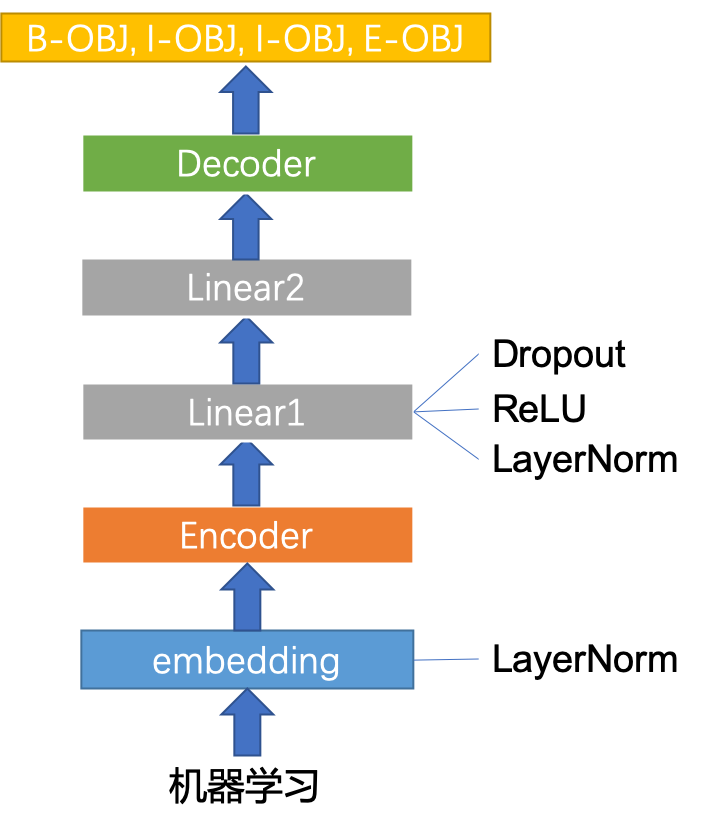 B-OBJ, I-OBJ, I-OBJ, E-OBJ
Decoder
Linear2
Linear1
Dropout
ReLU
LayerNorm
Encoder
embedding
LayerNorm
机器学习